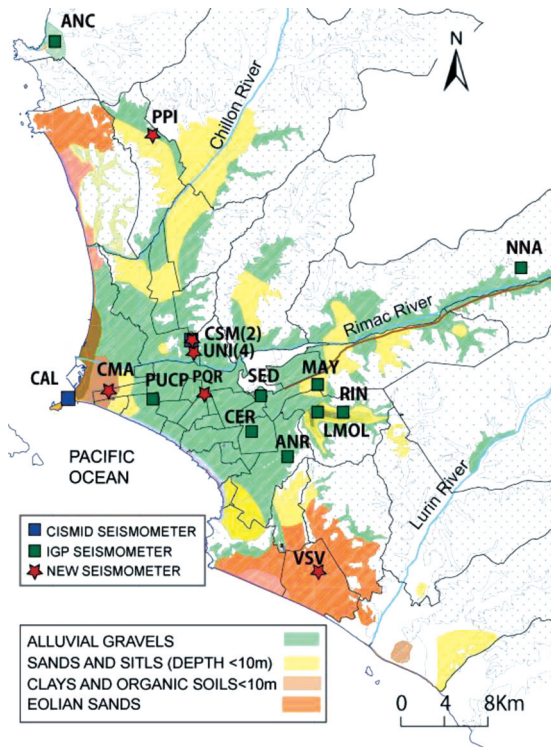 ANC
N
PPI
Chillon River
NNA
Rimac River
CSM(2)
UNI(4)
CMA
CAL
PUCP
PQR
SED
MAY
RIN
CER
LMOL
ANR
PACIFIC
OCEAN
Lurin River
VSV
CISMID SEISMOMETER
IGP SEISMOMETER
NEW SEISMOMETER
ALLUVIAL GRAVELS
SANDS AND SITLS (DEPTH <10m)
CLAYS AND ORGANIC SOILS<10m
EOLIAN SANDS
0 4 8Km